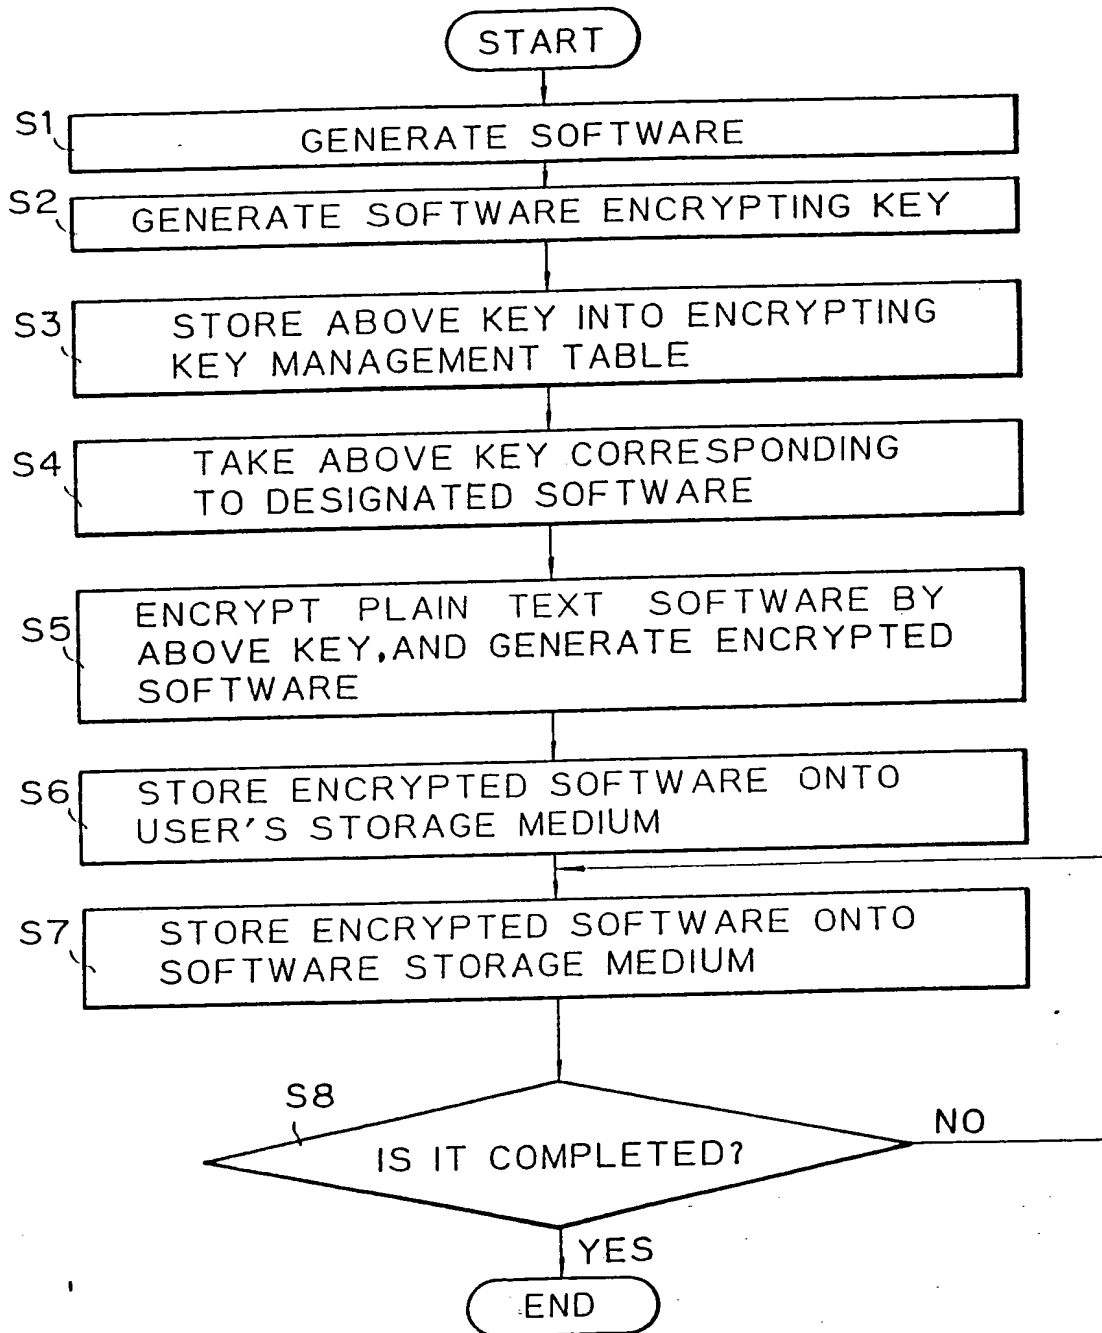 START
S1
GENERATE SOFTWARE
S2
GENERATE SOFTWARE ENCRYPTING KEY
S3
STORE ABOVE KEY INTO ENCRYPTING
KEY MANAGEMENT TABLE
S4
TAKE ABOVE KEY CORRESPONDING
TO DESIGNATED SOFTWARE
S5
ENCRYPT PLAIN TEXT SOFTWARE BY
ABOVE KEY, AND GENERATE ENCRYPTED
SOFTWARE
S6
STORE ENCRYPTED SOFTWARE ONTO
USER'S STORAGE MEDIUM
S7
STORE ENCRYPTED SOFTWARE ONTO
SOFTWARE STORAGE MEDIUM
S8
IS IT COMPLETED?
NO
YES
END